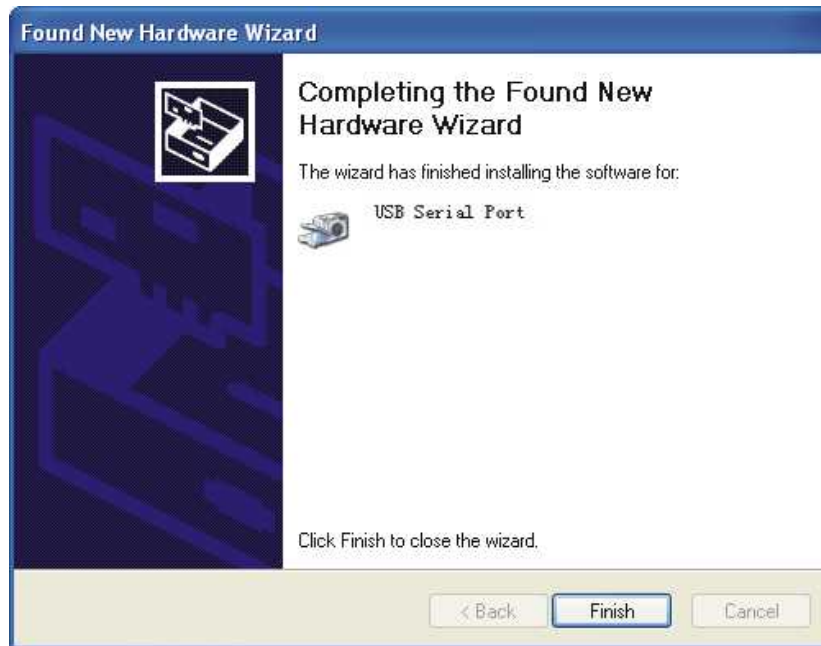 Found New Hardware Wizard
Completing the Found New
Hardware Wizard
The wizard has finished installing the software for:
USB Serial Port
Click Finish to close the wizard.
< Back Finish Cancel